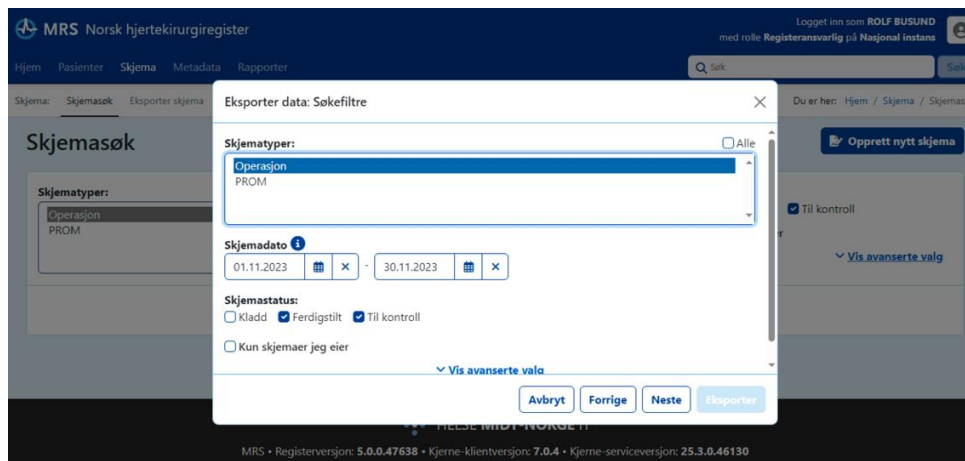 MRS Norsk hjertekirurgiregister
Logget inn som ROLF BUSUND
med rolle Registeransvarlig på Nasjonal instans
Hjem Pasienter Skjema Metadata Rapporter
Søk
Skjema: Skjemasøk Eksporter skjema
Du er her: Hjem / Skjema / Skjemas
Skjemasøk
Opprett nytt skjema
Skjematyper:
Operasjon
PROM
Til kontroll
Vis avanserte valg
Eksporter data: Søkefiltre
Skjematyper:
Alle
Operasjon
PROM
Skjemadato
01.11.2023 - 30.11.2023
Skjemastatus:
Kladd Ferdigstilt Til kontroll
Kun skjemaer jeg eier
Vis avanserte valg
Avbryt Forrige Neste Eksporter
HELSE MIDT-NORGE IT
MRS • Registerversjon: 5.0.0.47638 • Kjerne-klientversjon: 7.0.4 • Kjerne-serviceversjon: 25.3.0.46130